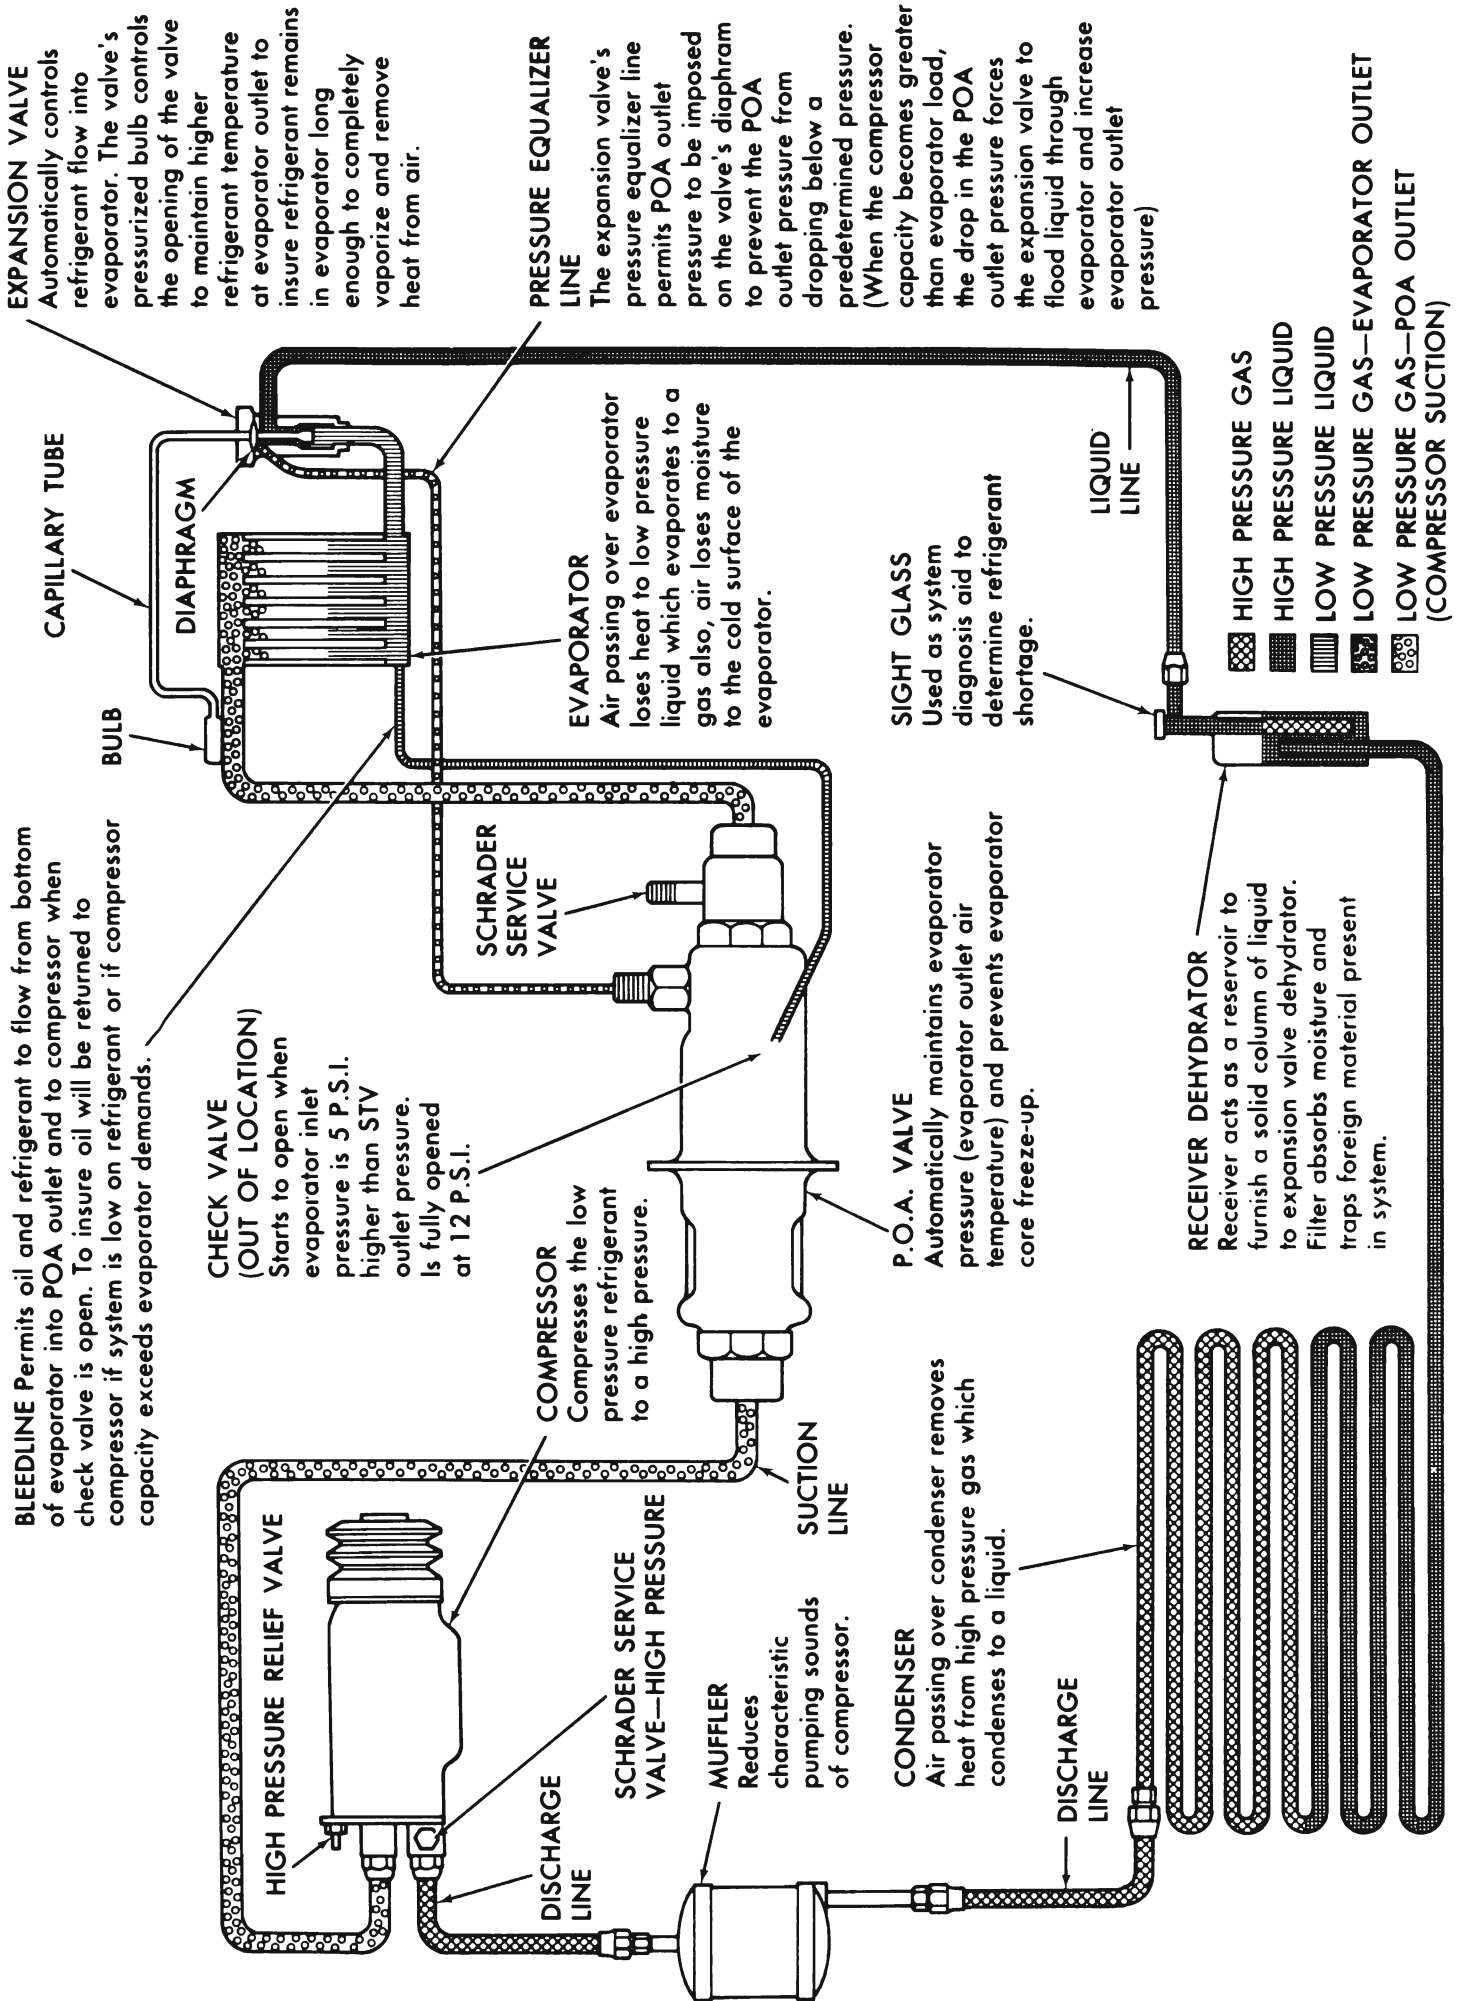 BLEEDLINE Permits oil and refrigerant to flow from bottom
of evaporator into POA outlet and to compressor when
check valve is open. To insure oil will be returned to
compressor if system is low on refrigerant or if compressor
capacity exceeds evaporator demands.
BULB
CAPILLARY TUBE
DIAPHRAGM
EXPANSION VALVE
Automatically controls
refrigerant flow into
evaporator. The valve's
pressurized bulb controls
the opening of the valve
to maintain higher
refrigerant temperature
at evaporator outlet to
insure refrigerant remains
in evaporator long
enough to completely
vaporize and remove
heat from air.
HIGH PRESSURE RELIEF VALVE
CHECK VALVE
(OUT OF LOCATION)
Starts to open when
evaporator inlet
pressure is 5 P.S.I.
higher than STV
outlet pressure.
Is fully opened
at 12 P.S.I.
SCHRADER
SERVICE
VALVE
PRESSURE EQUALIZER
LINE
The expansion valve's
pressure equalizer line
permits POA outlet
pressure to be imposed
on the valve's diaphram
to prevent the POA
outlet pressure from
dropping below a
predetermined pressure.
(When the compressor
capacity becomes greater
than evaporator load,
the drop in the POA
outlet pressure forces
the expansion valve to
flood liquid through
evaporator and increase
evaporator outlet
pressure)
COMPRESSOR
Compresses the low
pressure refrigerant
to a high pressure.
EVAPORATOR
Air passing over evaporator
loses heat to low pressure
liquid which evaporates to a
gas also, air loses moisture
to the cold surface of the
evaporator.
DISCHARGE
LINE
SCHRADER SERVICE
VALVE—HIGH PRESSURE
SUCTION
LINE
MUFFLER
Reduces
characteristic
pumping sounds
of compressor.
P.O.A. VALVE
Automatically maintains evaporator
pressure (evaporator outlet air
temperature) and prevents evaporator
core freeze-up.
SIGHT GLASS
Used as system
diagnosis aid to
determine refrigerant
shortage.
LIQUID
LINE
CONDENSER
Air passing over condenser removes
heat from high pressure gas which
condenses to a liquid.
DISCHARGE
LINE
RECEIVER DEHYDRATOR
Receiver acts as a reservoir to
furnish a solid column of liquid
to expansion valve dehydrator.
Filter absorbs moisture and
traps foreign material present
in system.
HIGH PRESSURE GAS
HIGH PRESSURE LIQUID
LOW PRESSURE LIQUID
LOW PRESSURE GAS—EVAPORATOR OUTLET
LOW PRESSURE GAS—POA OUTLET
(COMPRESSOR SUCTION)